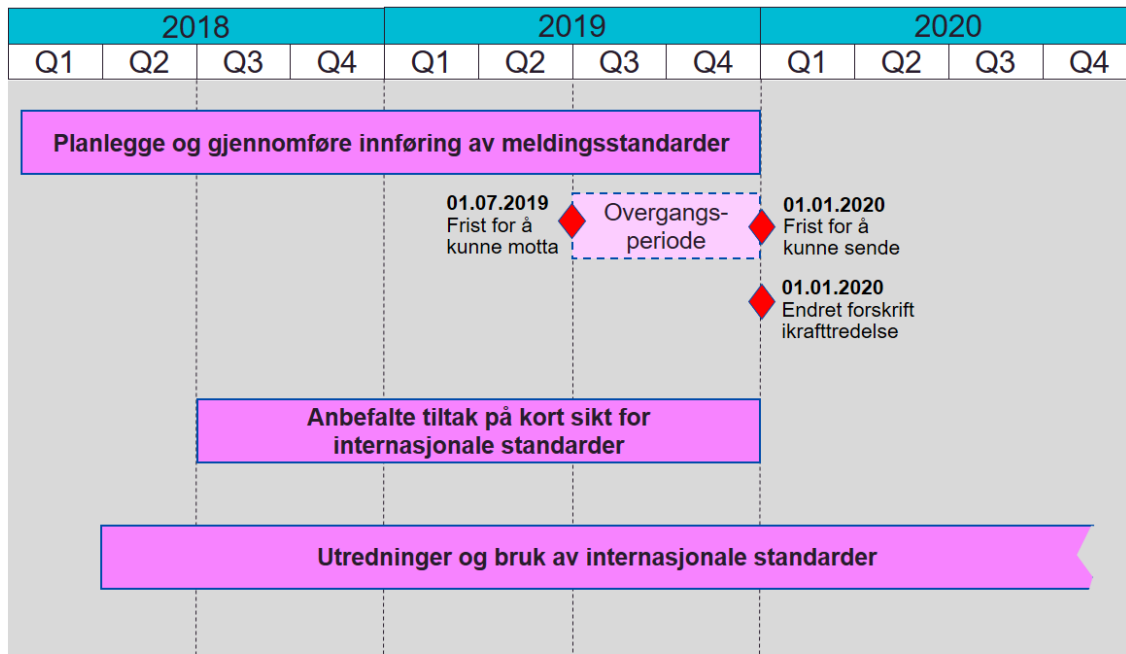 2018 2019 2020
Q1 Q2 Q3 Q4 Q1 Q2 Q3 Q4 Q1 Q2 Q3 Q4
Planlegge og gjennomføre innføring av meldingsstandarder
01.07.2019
Frist for å
kunne motta
Overgangs-
periode
01.01.2020
Frist for å
kunne sende
01.01.2020
Endret forskrift
ikrafttredelse
Anbefalte tiltak på kort sikt for
internasjonale standarder
Utredninger og bruk av internasjonale standarder